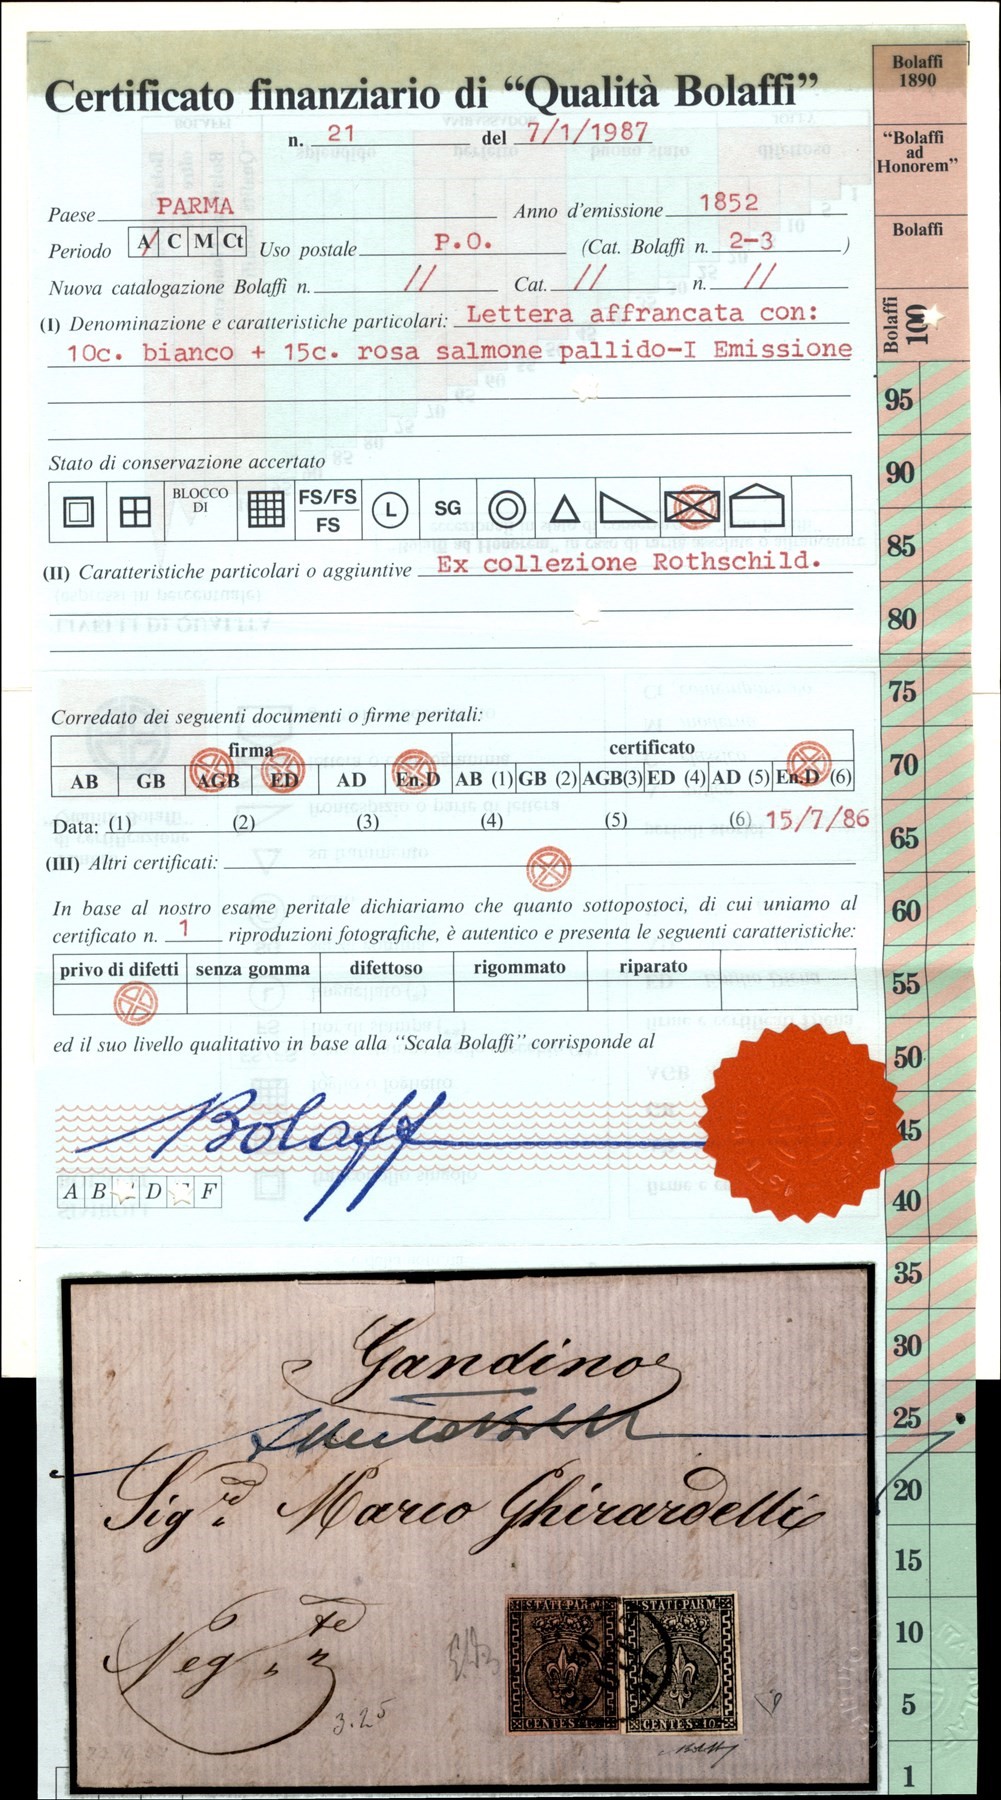 Certificato finanziario di “Qualità Bolaffi”
n. 21 del 7/1/1987
Paese PARMA Anno d'emissione 1852
Periodo A C M Ct Uso postale P.O. (Cat. Bolaffi n. 2-3 )
Nuova catalogazione Bolaffi n. // Cat. // n. //
(I) Denominazione e caratteristiche particolari: Lettera affrancata con:
10c. bianco + 15c. rosa salmone pallido-I Emissione
Stato di conservazione accertato
BLOCCO DI FS/FS FS L SG
(II) Caratteristiche particolari o aggiuntive Ex collezione Rothschild.
Corredato dei seguenti documenti o firme peritali:
firma certificato
AB GB AGB ED AD En.D AB (1) GB (2) AGB(3) ED (4) AD (5) En.D (6)
Data: (1) (2) (3) (4) (5) (6) 15/7/86
(III) Altri certificati:
In base al nostro esame peritale dichiariamo che quanto sottopostoci, di cui uniamo al
certificato n. 1 riproduzioni fotografiche, è autentico e presenta le seguenti caratteristiche:
privo di difetti senza gomma difettoso rigommato riparato
ed il suo livello qualitativo in base alla “Scala Bolaffi” corrisponde al
Bolaffi
A B D F
Bolaffi
1890
“Bolaffi
ad
Honorem”
Bolaffi
Bolaffi
100
95
90
85
80
75
70
65
60
55
50
45
40
35
30
25
20
15
10
5
1
Gandino
Sigrd Marco Ghirardelli
Negte
3.25
STATI PARM STATI PARM
CENTES. CENTES. 10